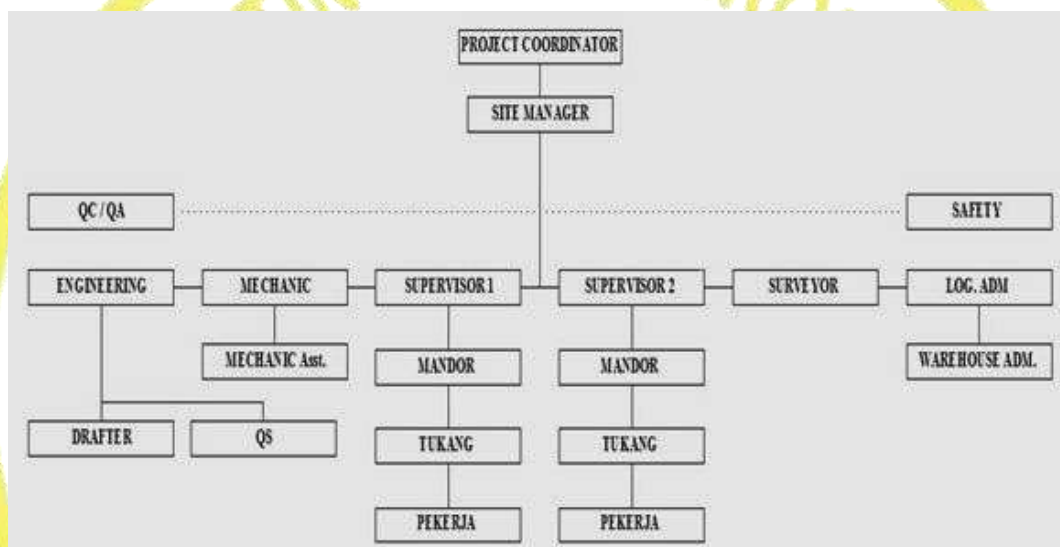 PROJECT COORDINATOR
SITE MANAGER
QC / QA
SAFETY
ENGINEERING
MECHANIC
SUPERVISOR 1
SUPERVISOR 2
SURVEYOR
LOG. ADM
MECHANIC Asst.
MANDOR
MANDOR
WAREHOUSE ADM.
DRAFTER
QS
TUKANG
TUKANG
PEKERJA
PEKERJA